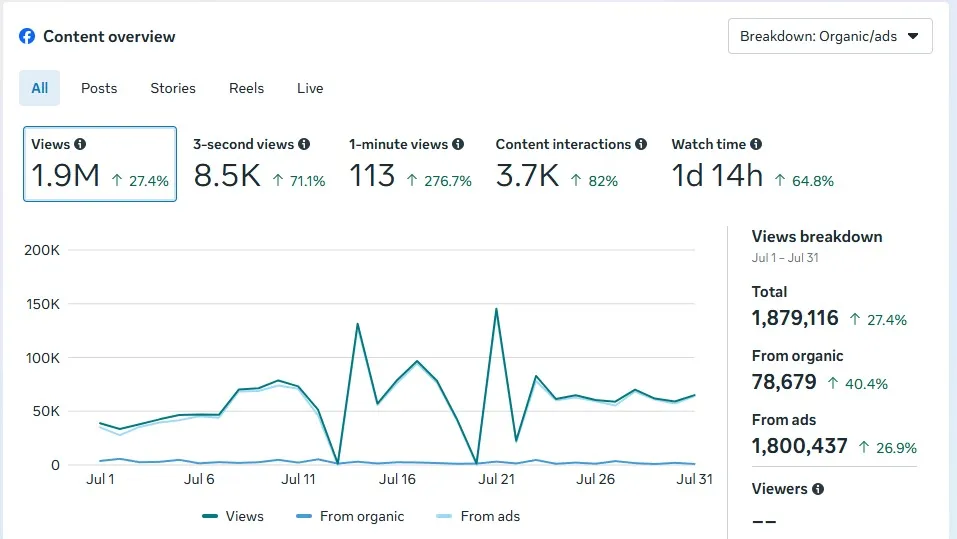 Content overview
Breakdown: Organic/ads
All Posts Stories Reels Live
Views 3-second views 1-minute views Content interactions Watch time
1.9M ↑ 27.4% 8.5K ↑ 71.1% 113 ↑ 276.7% 3.7K ↑ 82% 1d 14h ↑ 64.8%
200K
150K
100K
50K
0
Jul 1 Jul 6 Jul 11 Jul 16 Jul 21 Jul 26 Jul 31
Views From organic From ads
Views breakdown
Jul 1 – Jul 31
Total
1,879,116 ↑ 27.4%
From organic
78,679 ↑ 40.4%
From ads
1,800,437 ↑ 26.9%
Viewers
--